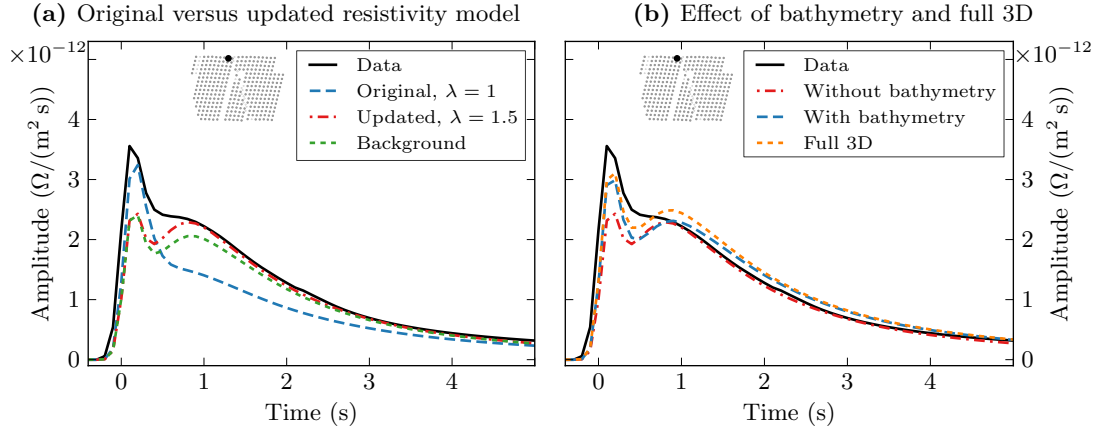 (a) Original versus updated resistivity model
×10⁻¹²
Amplitude (Ω/(m² s))
4
3
2
1
0
0 1 2 3 4
Time (s)
Data
Original, λ = 1
Updated, λ = 1.5
Background
(b) Effect of bathymetry and full 3D
×10⁻¹²
Amplitude (Ω/(m² s))
4
3
2
1
0
0 1 2 3 4
Time (s)
Data
Without bathymetry
With bathymetry
Full 3D